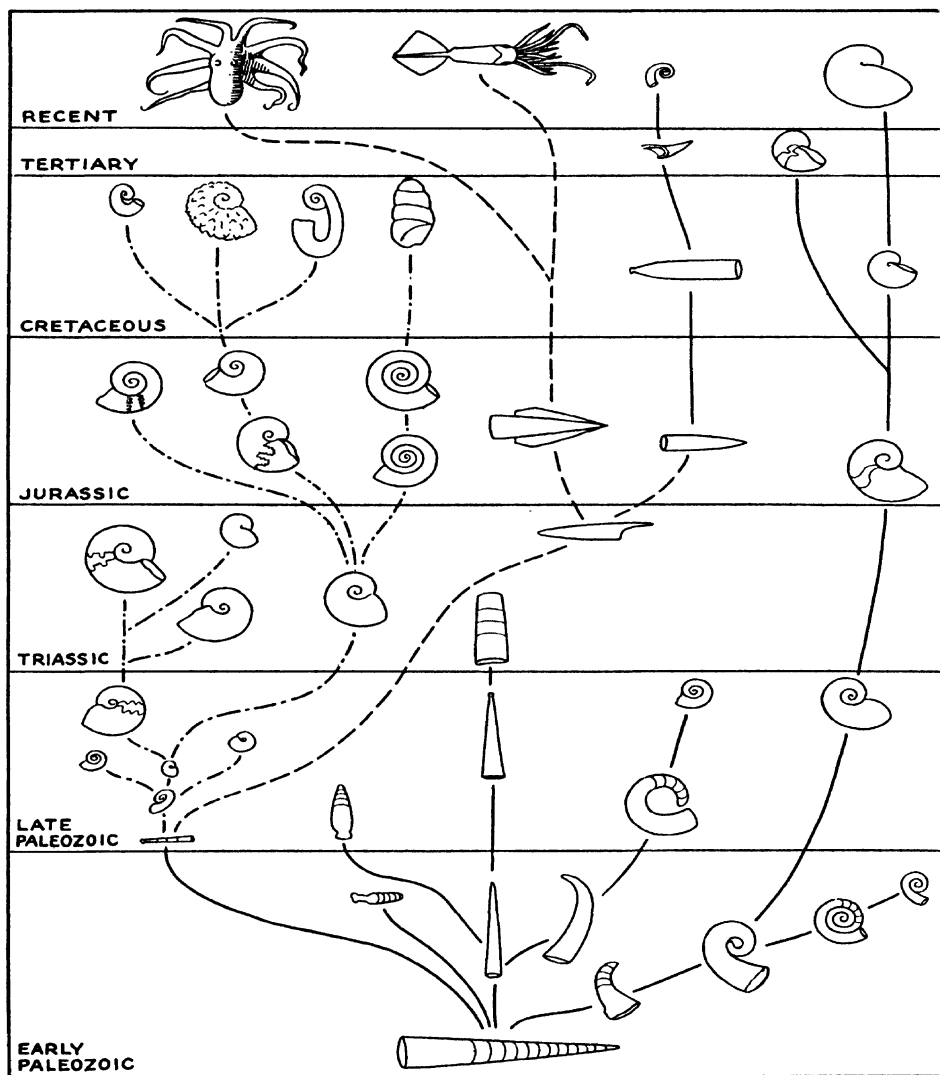 RECENT
TERTIARY
CRETACEOUS
JURASSIC
TRIASSIC
LATE
PALEOZOIC
EARLY
PALEOZOIC